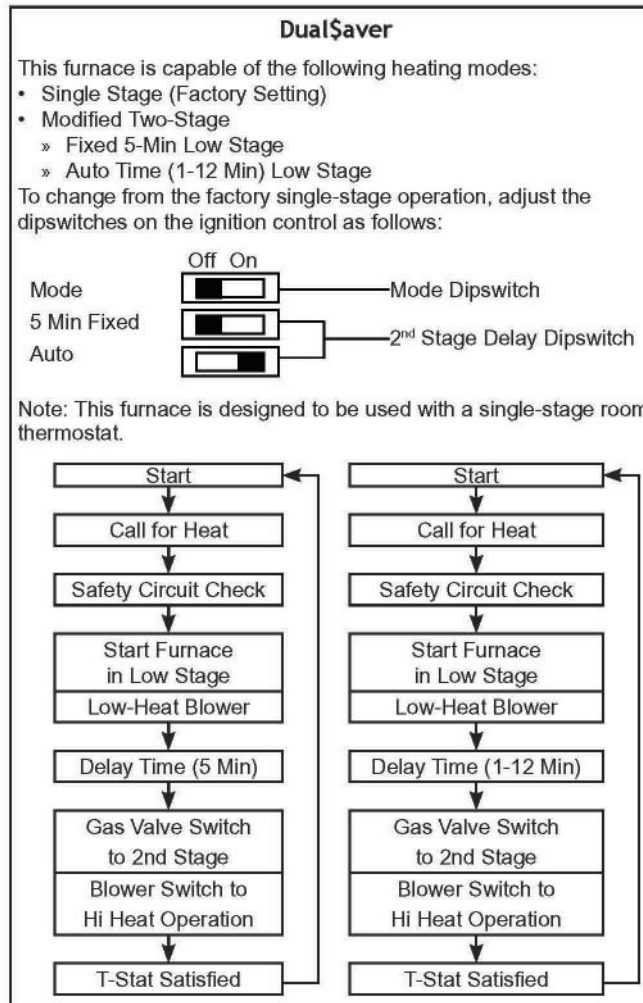 Dual$aver
This furnace is capable of the following heating modes:
• Single Stage (Factory Setting)
• Modified Two-Stage
» Fixed 5-Min Low Stage
» Auto Time (1-12 Min) Low Stage
To change from the factory single-stage operation, adjust the
dipswitches on the ignition control as follows:
Off On
Mode
Mode Dipswitch
5 Min Fixed
2nd Stage Delay Dipswitch
Auto
Note: This furnace is designed to be used with a single-stage room
thermostat.
Start
Call for Heat
Safety Circuit Check
Start Furnace
in Low Stage
Low-Heat Blower
Delay Time (5 Min)
Gas Valve Switch
to 2nd Stage
Blower Switch to
Hi Heat Operation
T-Stat Satisfied
Start
Call for Heat
Safety Circuit Check
Start Furnace
in Low Stage
Low-Heat Blower
Delay Time (1-12 Min)
Gas Valve Switch
to 2nd Stage
Blower Switch to
Hi Heat Operation
T-Stat Satisfied